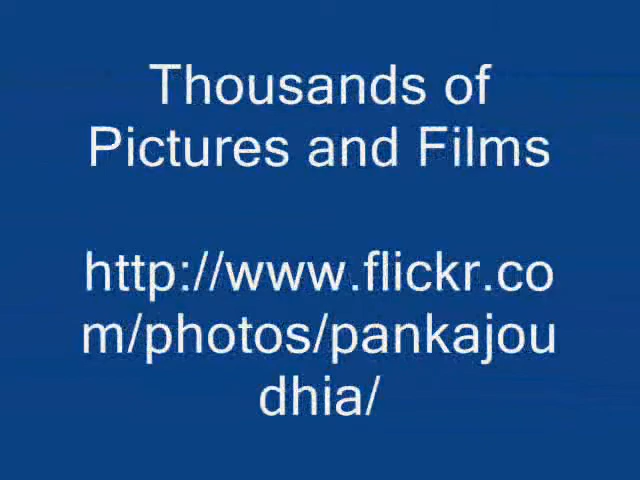 Thousands of
Pictures and Films
http://www.flickr.co
m/photos/pankajou
dhia/